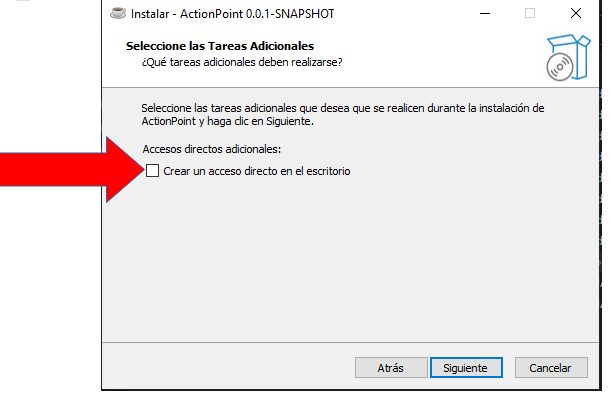 Instalar - ActionPoint 0.0.1-SNAPSHOT
Seleccione las Tareas Adicionales
¿Qué tareas adicionales deben realizarse?
Seleccione las tareas adicionales que desea que se realicen durante la instalación de
ActionPoint y haga clic en Siguiente.
Accesos directos adicionales:
Crear un acceso directo en el escritorio
Atrás
Siguiente
Cancelar